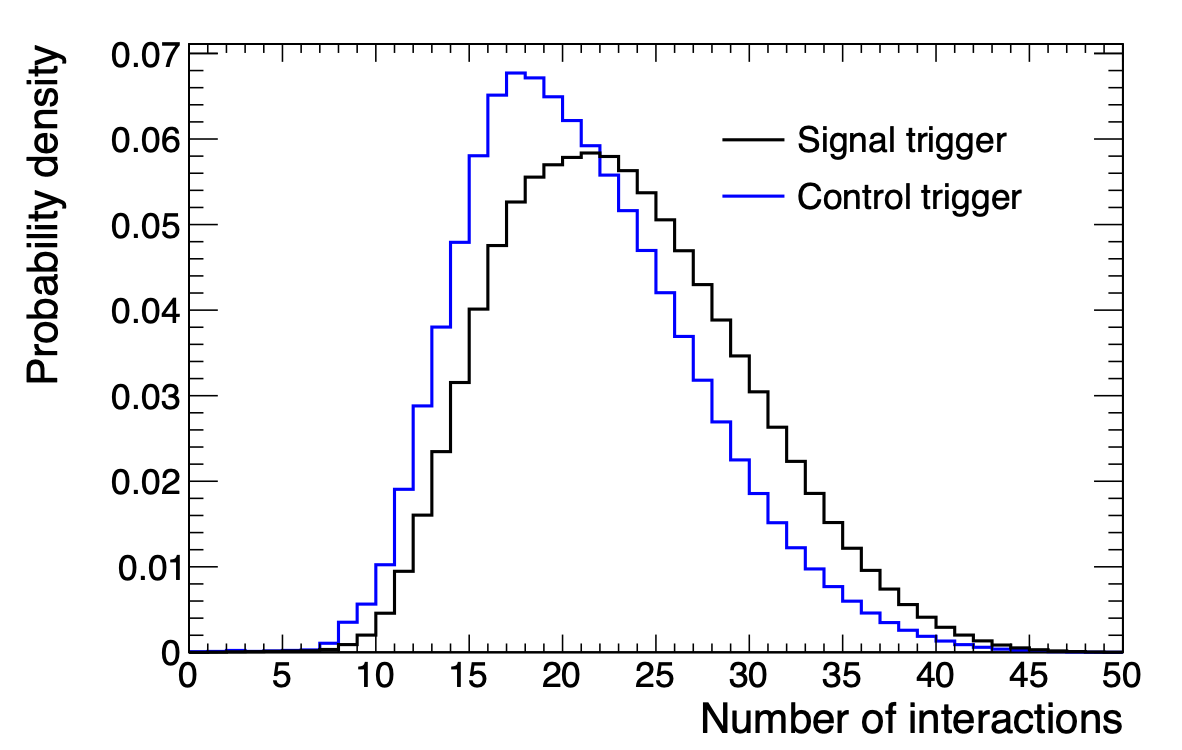 Probability density
0.07
0.06
0.05
0.04
0.03
0.02
0.01
0
Signal trigger
Control trigger
0 5 10 15 20 25 30 35 40 45 50
Number of interactions